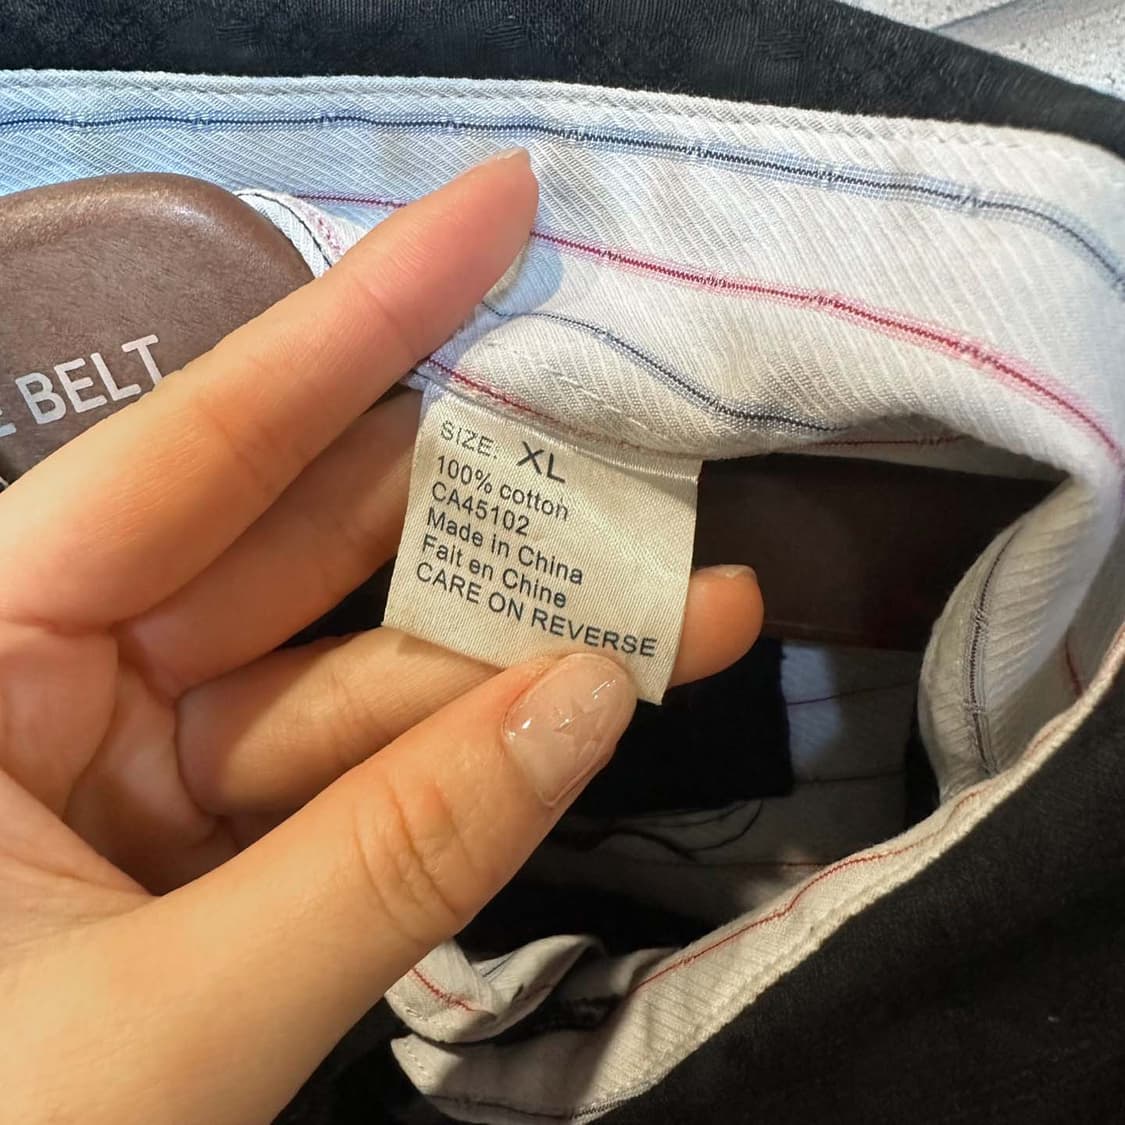 BELT
SIZE: XL
100% cotton
CA45102
Made in China
Fait en Chine
CARE ON REVERSE